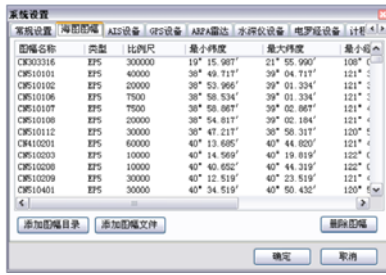 系统设置
常规设置 海图图幅 AIS设备 GPS设备 ARPA雷达 水深仪设备 电罗经设备 计程
图幅名称 类型 比例尺 最小纬度 最大纬度 最小经
CN303316 EPS 300000 19° 15.987' 21° 55.990' 108°
CN510101 EPS 40000 38° 49.717' 39° 04.717' 121°
CN510102 EPS 20000 38° 53.966' 39° 01.334' 121°
CN510106 EPS 7500 38° 58.534' 39° 01.334' 121°
CN510107 EPS 7500 38° 58.867' 39° 02.867' 121°
CN510108 EPS 20000 38° 54.817' 39° 02.184' 121°
CN510112 EPS 30000 38° 47.217' 38° 58.317' 120°
CN410201 EPS 60000 40° 13.685' 40° 44.820' 121°
CN510203 EPS 10000 40° 14.569' 40° 19.819' 122°
CN510208 EPS 10000 40° 40.652' 40° 44.319' 122°
CN510209 EPS 30000 40° 12.519' 40° 23.519' 121°
CN510401 EPS 30000 40° 34.519' 40° 50.432' 120°
添加图幅目录 添加图幅文件 删除图幅
确定 取消